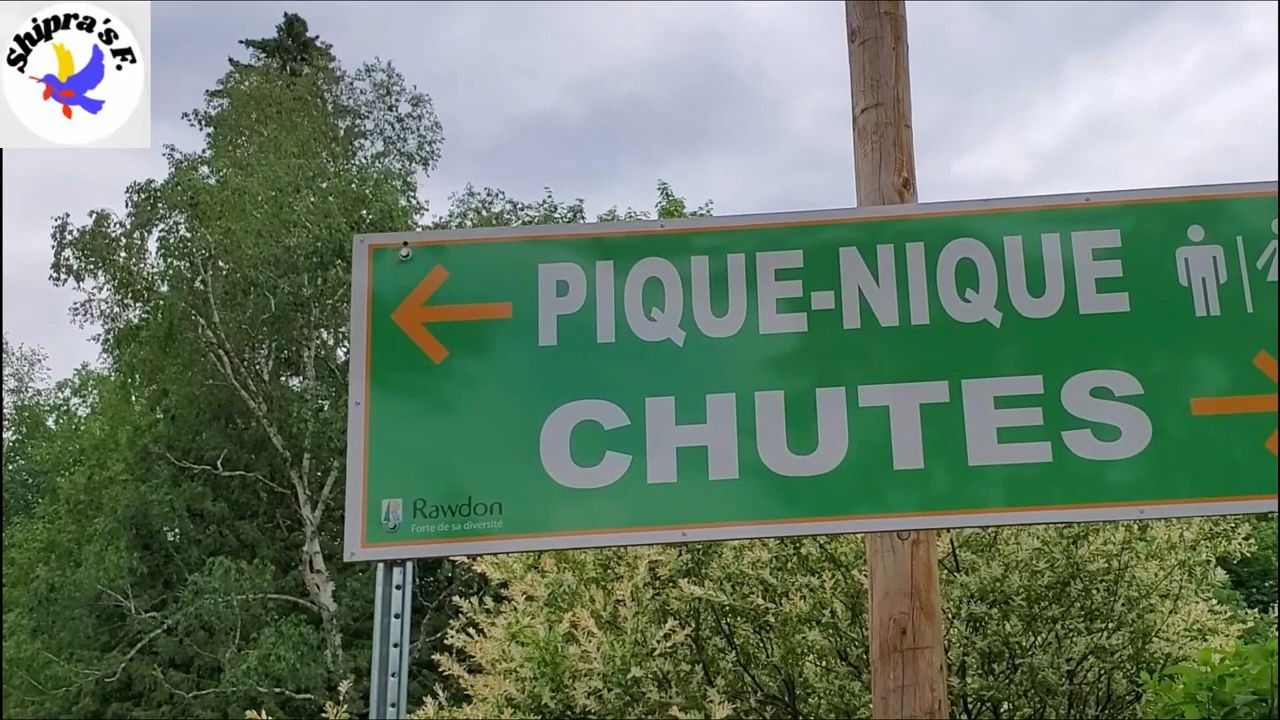 Shipra's F.
PIQUE-NIQUE
CHUTES
Rawdon
Forte de sa diversité